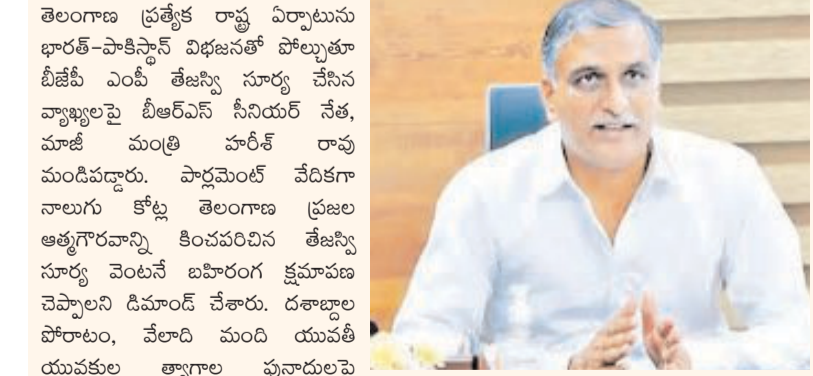 తెలంగాణ ప్రత్యేక రాష్ట్ర ఏర్పాటును
భారత్-పాకిస్థాన్ విభజనతో పోల్చుతూ
బీజేపీ ఎంపీ తేజస్వి సూర్య చేసిన
వ్యాఖ్యలపై బీఆర్ఎస్ సీనియర్ నేత,
మాజీ మంత్రి హరీశ్ రావు
మండిపడ్డారు. పార్లమెంట్ వేదికగా
నాలుగు కోట్ల తెలంగాణ ప్రజల
ఆత్మగౌరవాన్ని కించపరిచిన తేజస్వి
సూర్య వెంటనే బహిరంగ క్షమాపణ
చెప్పాలని డిమాండ్ చేశారు. దశాబ్దాల
పోరాటం, వేలాది మంది యువతీ
యువకుల త్యాగాల పునాదులపై